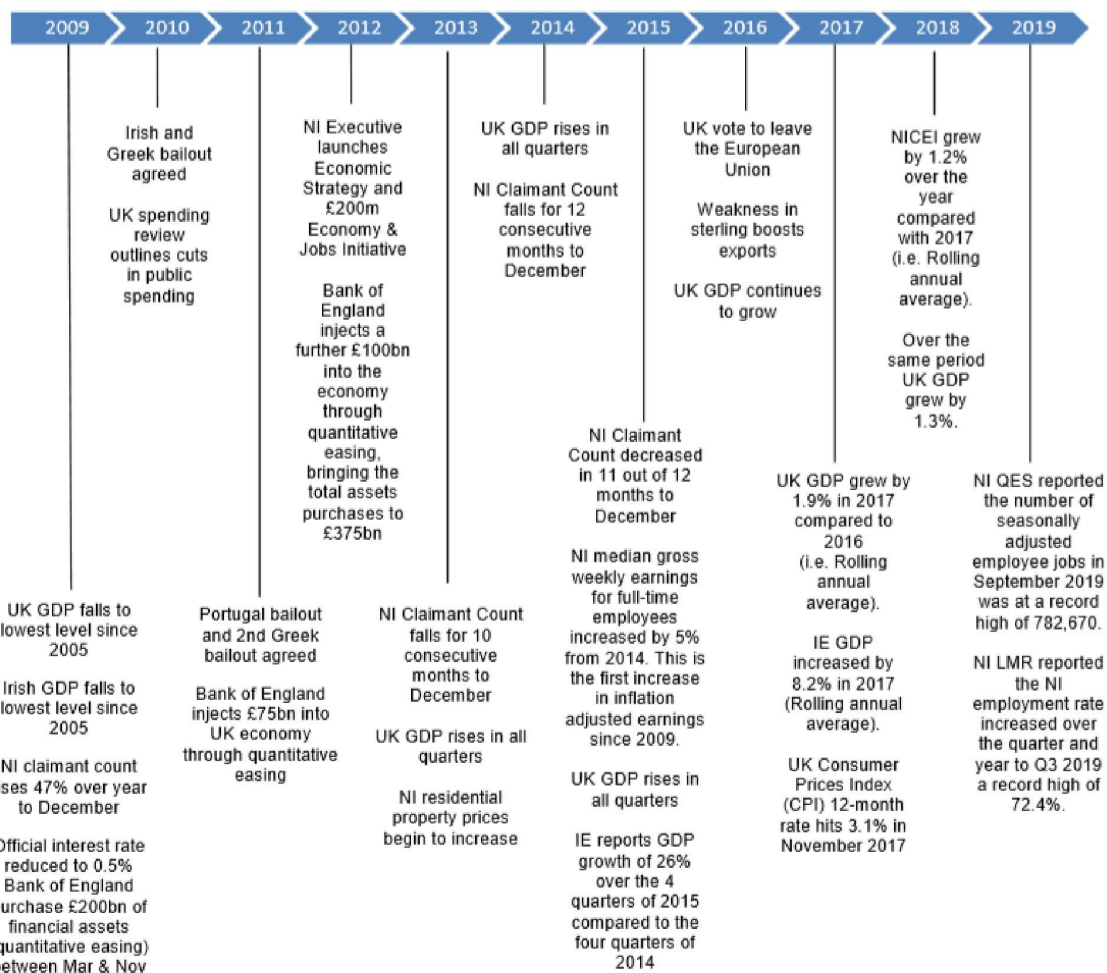 2009 2010 2011 2012 2013 2014 2015 2016 2017 2018 2019
UK GDP falls to
lowest level since
2005
Irish GDP falls to
lowest level since
2005
NI claimant count
ises 47% over year
to December
Official interest rate
reduced to 0.5%
Bank of England
urchase £200bn of
financial assets
quantitative easing)
between Mar & Nov
Irish and
Greek bailout
agreed
UK spending
review
outlines cuts
in public
spending
Portugal bailout
and 2nd Greek
bailout agreed
Bank of England
injects £75bn into
UK economy
through quantitative
easing
NI Executive
launches
Economic
Strategy and
£200m
Economy &
Jobs Initiative
Bank of
England
injects a
further £100bn
into the
economy
through
quantitative
easing,
bringing the
total assets
purchases to
£375bn
NI Claimant Count
falls for 10
consecutive
months to
December
UK GDP rises in all
quarters
NI residential
property prices
begin to increase
UK GDP rises in
all quarters
NI Claimant Count
falls for 12
consecutive
months to
December
NI Claimant
Count decreased
in 11 out of 12
months to
December
NI median gross
weekly earnings
for full-time
employees
increased by 5%
from 2014. This is
the first increase
in inflation
adjusted earnings
since 2009.
UK GDP rises in
all quarters
IE reports GDP
growth of 26%
over the 4
quarters of 2015
compared to the
four quarters of
2014
UK vote to leave
the European
Union
Weakness in
sterling boosts
exports
UK GDP continues
to grow
UK GDP grew by
1.9% in 2017
compared to
2016
(i.e. Rolling
annual
average).
IE GDP
increased by
8.2% in 2017
(Rolling annual
average).
UK Consumer
Prices Index
(CPI) 12-month
rate hits 3.1% in
November 2017
NICEI grew
by 1.2%
over the
year
compared
with 2017
(i.e. Rolling
annual
average).
Over the
same period
UK GDP
grew by
1.3%.
NI QES reported
the number of
seasonally
adjusted
employee jobs in
September 2019
was at a record
high of 782,670.
NI LMR reported
the NI
employment rate
increased over
the quarter and
year to Q3 2019
a record high of
72.4%.